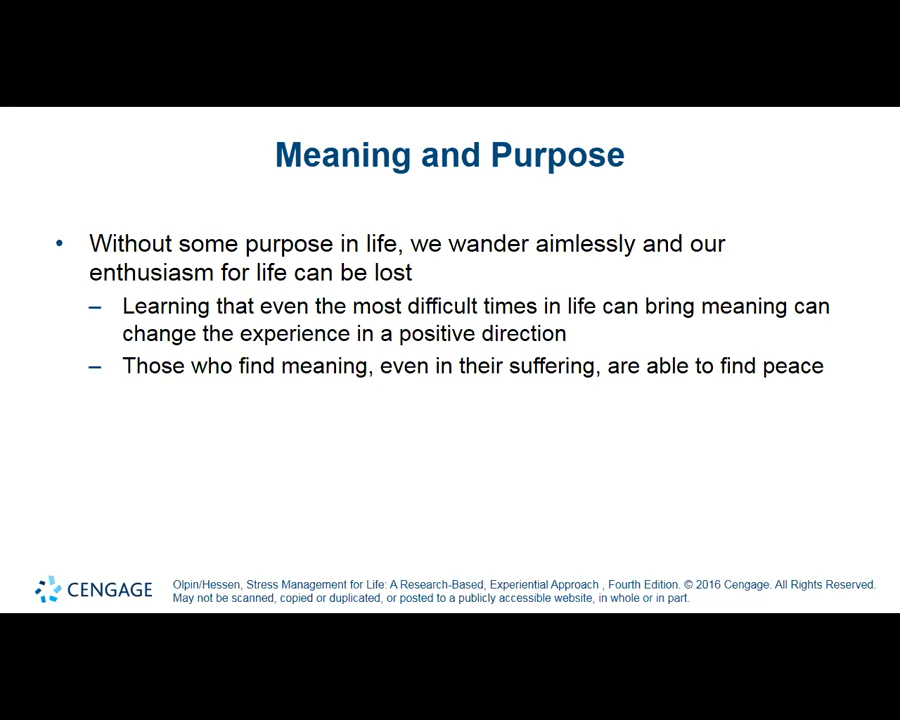 Meaning and Purpose
• Without some purpose in life, we wander aimlessly and our
enthusiasm for life can be lost
– Learning that even the most difficult times in life can bring meaning can
change the experience in a positive direction
– Those who find meaning, even in their suffering, are able to find peace
CENGAGE
Olpin/Hessen, Stress Management for Life: A Research-Based, Experiential Approach , Fourth Edition. © 2016 Cengage. All Rights Reserved.
May not be scanned, copied or duplicated, or posted to a publicly accessible website, in whole or in part.